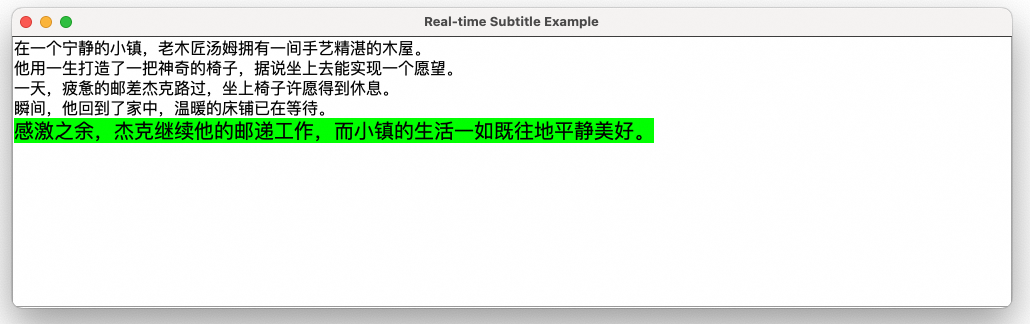 Real-time Subtitle Example
在一个宁静的小镇，老木匠汤姆拥有一间手艺精湛的木屋。
他用一生打造了一把神奇的椅子，据说坐上去能实现一个愿望。
一天，疲惫的邮差杰克路过，坐上椅子许愿得到休息。
瞬间，他回到了家中，温暖的床铺已在等待。
感激之余，杰克继续他的邮递工作，而小镇的生活一如既往地平静美好。